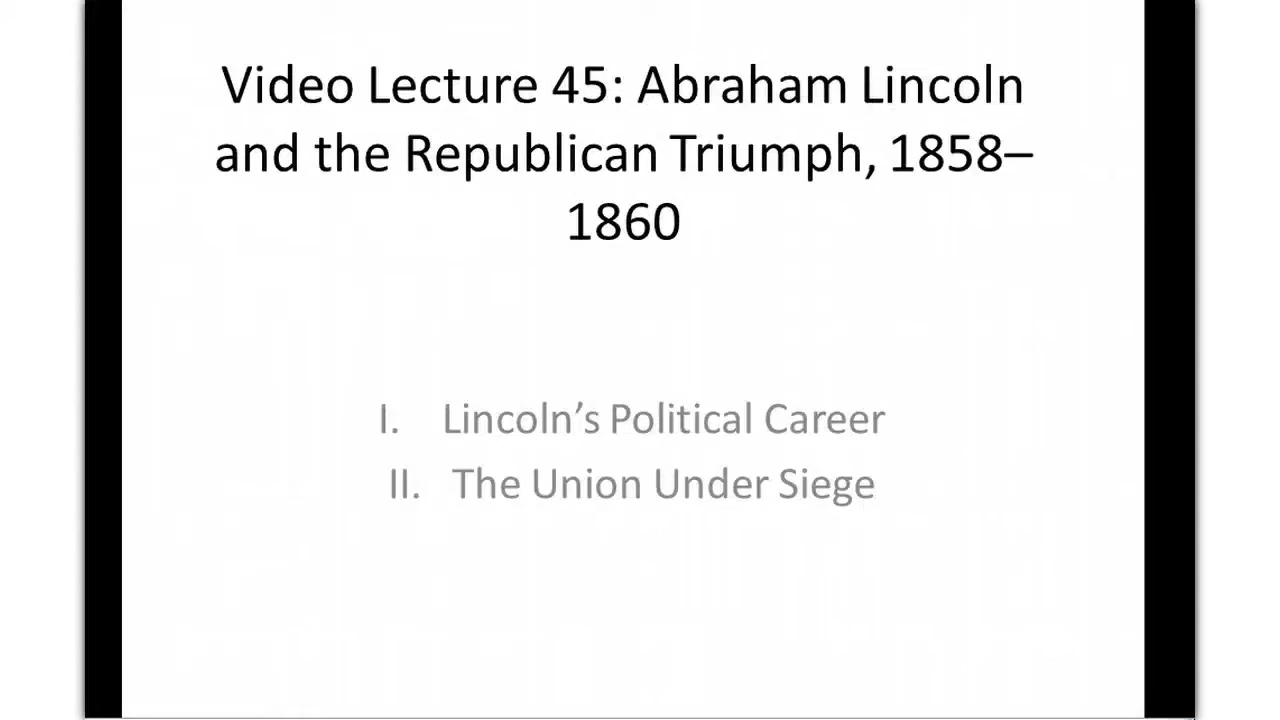 Video Lecture 45: Abraham Lincoln
and the Republican Triumph, 1858–
1860
I. Lincoln’s Political Career
II. The Union Under Siege